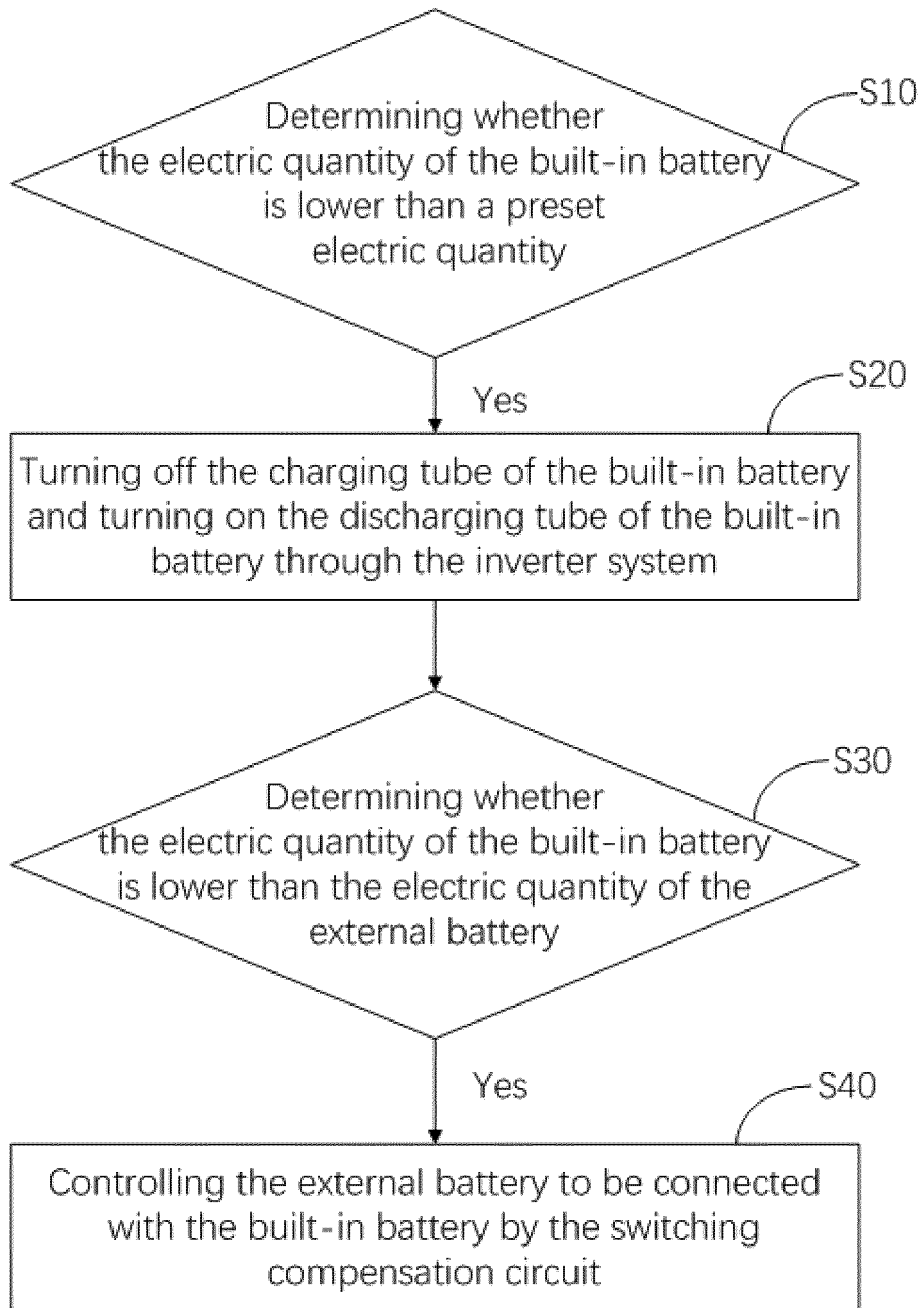 Determining whether
the electric quantity of the built-in battery
is lower than a preset
electric quantity
S10
Yes
S20
Turning off the charging tube of the built-in battery
and turning on the discharging tube of the built-in
battery through the inverter system
S30
Determining whether
the electric quantity of the built-in battery
is lower than the electric quantity of the
external battery
Yes
S40
Controlling the external battery to be connected
with the built-in battery by the switching
compensation circuit